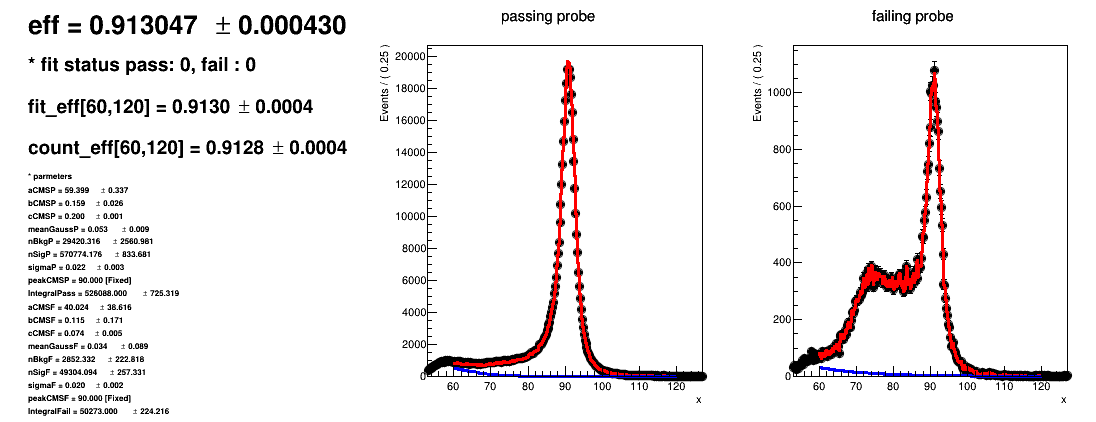 eff = 0.913047 ± 0.000430
* fit status pass: 0, fail : 0
fit_eff[60,120] = 0.9130 ± 0.0004
count_eff[60,120] = 0.9128 ± 0.0004
* parmeters
aCMSP = 59.399 ± 0.337
bCMSP = 0.159 ± 0.026
cCMSP = 0.200 ± 0.001
meanGaussP = 0.053 ± 0.009
nBkgP = 29420.316 ± 2560.981
nSigP = 570774.176 ± 833.681
sigmaP = 0.022 ± 0.003
peakCMSP = 90.000 [Fixed]
IntegralPass = 526088.000 ± 725.319
aCMSF = 40.024 ± 38.616
bCMSF = 0.115 ± 0.171
cCMSF = 0.074 ± 0.005
meanGaussF = 0.034 ± 0.089
nBkgF = 2852.332 ± 222.818
nSigF = 49304.094 ± 257.331
sigmaF = 0.020 ± 0.002
peakCMSF = 90.000 [Fixed]
IntegralFail = 50273.000 ± 224.216
passing probe
Events / ( 0.25 )
20000
18000
16000
14000
12000
10000
8000
6000
4000
2000
0
60 70 80 90 100 110 120
x
failing probe
Events / ( 0.25 )
1000
800
600
400
200
0
60 70 80 90 100 110 120
x